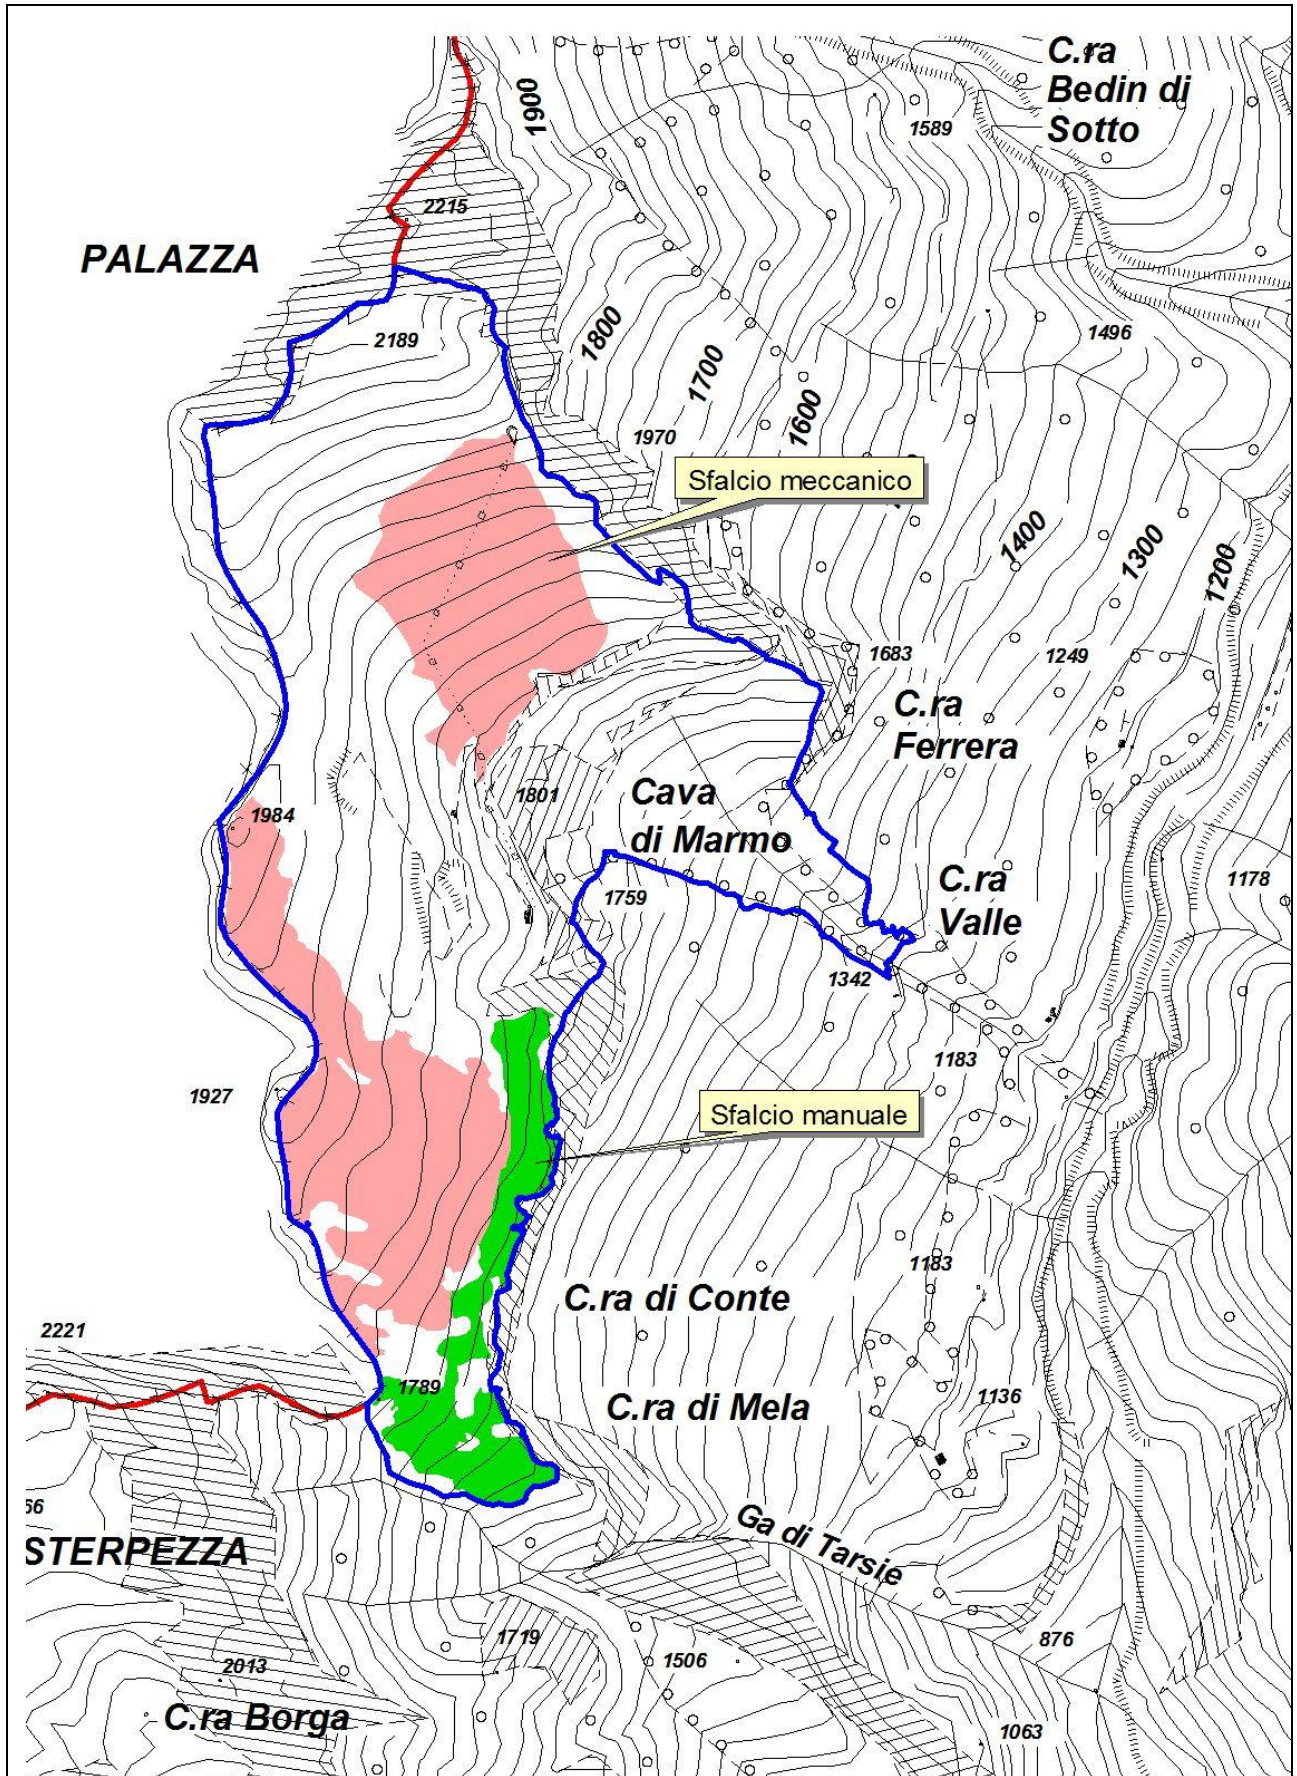 C.ra
Bedin di
Sotto
1900
1589
2215
PALAZZA
2189
1800
1496
1700
1600
1970
Sfalcio meccanico
1400
1300
1200
1683
1249
C.ra
Ferrera
1801
Cava
di Marmo
1984
1759
C.ra
Valle
1178
1342
1183
1927
Sfalcio manuale
1183
C.ra di Conte
2221
1789
C.ra di Mela
1136
66
STERPEZZA
Ga di Tarsie
1719
876
2013
1506
C.ra Borga
1063